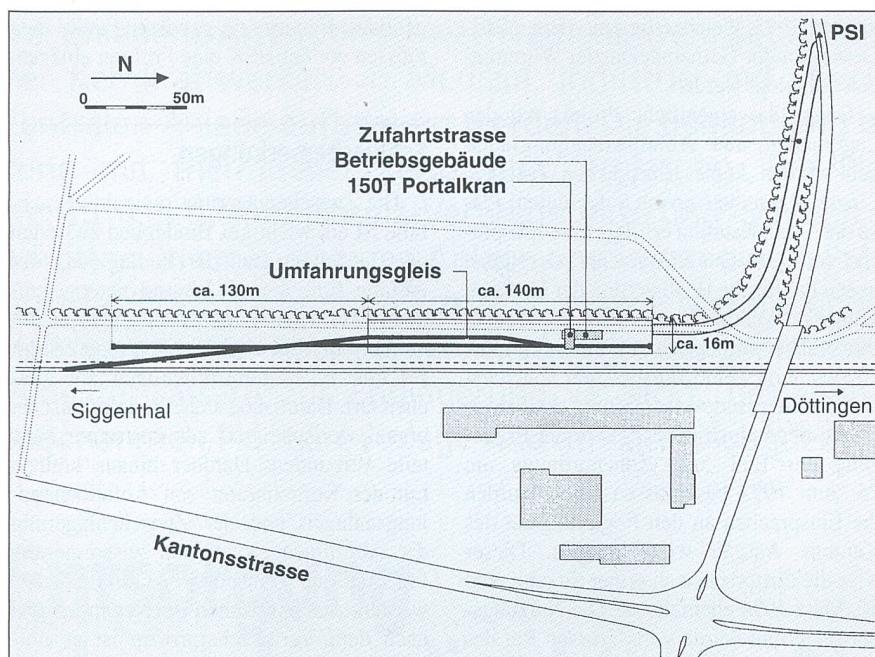 PSI
N
0 50m
Zufahrtstrasse
Betriebsgebäude
150T Portalkran
Umfahrungsgleis
ca. 130m
ca. 140m
ca. 16m
Siggenthal
Döttingen
Kantonsstrasse